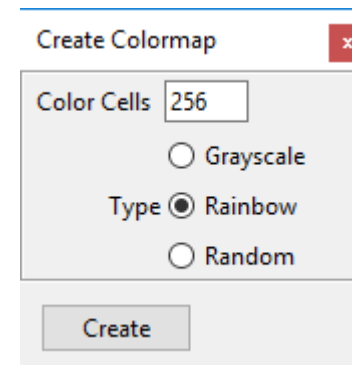 Create Colormap x
Color Cells 256
Grayscale
Type Rainbow
Random
Create